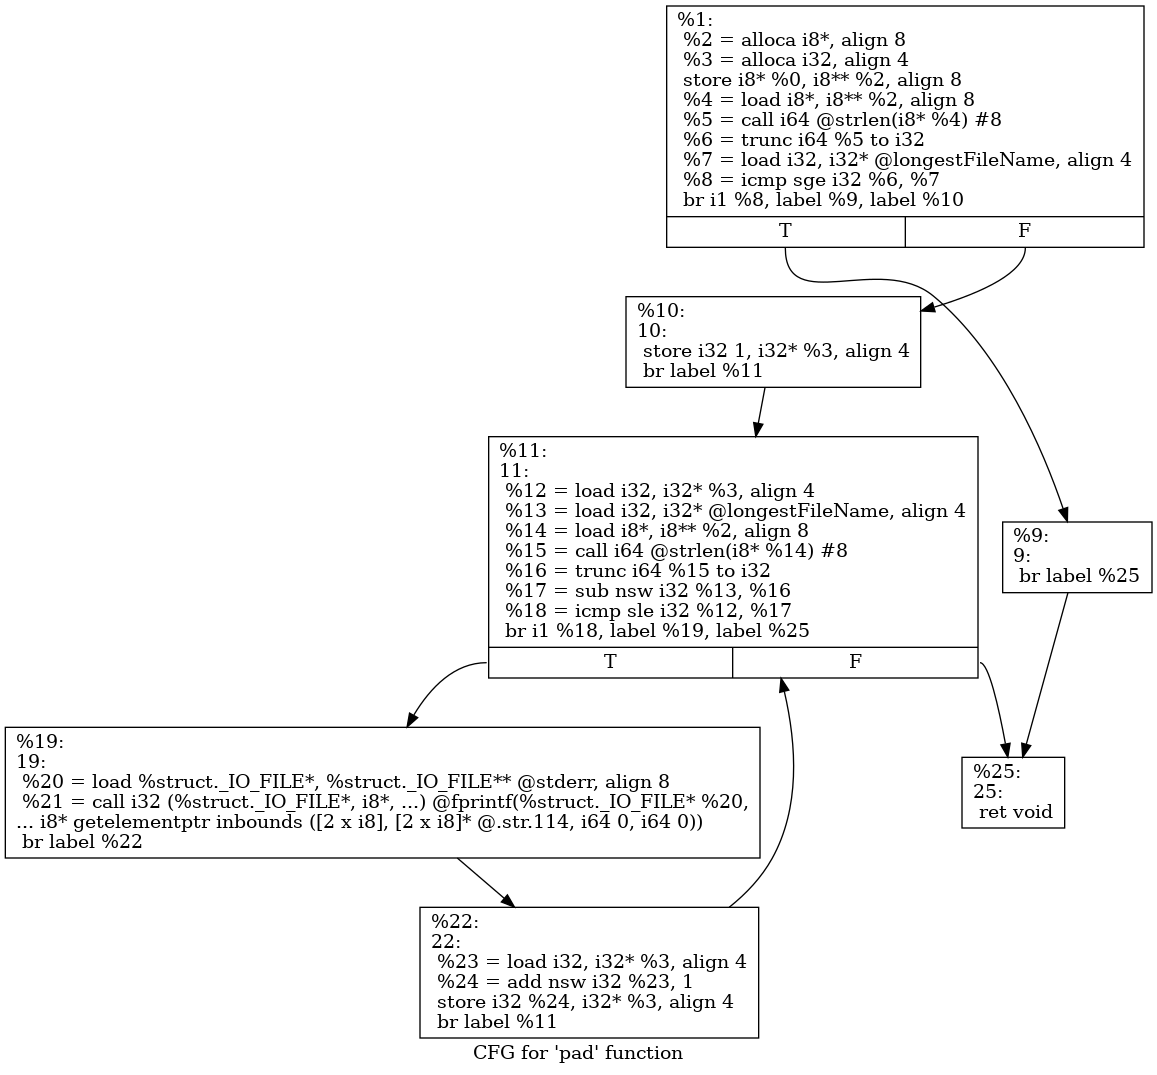 %1:
%2 = alloca i8*, align 8
%3 = alloca i32, align 4
store i8* %0, i8** %2, align 8
%4 = load i8*, i8** %2, align 8
%5 = call i64 @strlen(i8* %4) #8
%6 = trunc i64 %5 to i32
%7 = load i32, i32* @longestFileName, align 4
%8 = icmp sge i32 %6, %7
br i1 %8, label %9, label %10
T F
%10:
10:
store i32 1, i32* %3, align 4
br label %11
%11:
11:
%12 = load i32, i32* %3, align 4
%13 = load i32, i32* @longestFileName, align 4
%14 = load i8*, i8** %2, align 8
%15 = call i64 @strlen(i8* %14) #8
%16 = trunc i64 %15 to i32
%17 = sub nsw i32 %13, %16
%18 = icmp sle i32 %12, %17
br i1 %18, label %19, label %25
T F
%9:
9:
br label %25
%19:
19:
%20 = load %struct._IO_FILE*, %struct._IO_FILE** @stderr, align 8
%21 = call i32 (%struct._IO_FILE*, i8*, ...) @fprintf(%struct._IO_FILE* %20,
... i8* getelementptr inbounds ([2 x i8], [2 x i8]* @.str.114, i64 0, i64 0))
br label %22
%25:
25:
ret void
%22:
22:
%23 = load i32, i32* %3, align 4
%24 = add nsw i32 %23, 1
store i32 %24, i32* %3, align 4
br label %11
CFG for 'pad' function